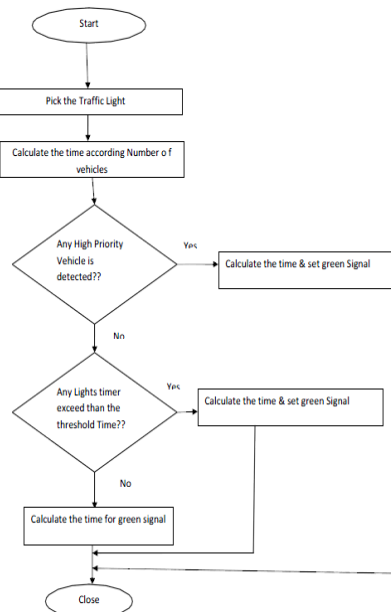 Start
Pick the Traffic Light
Calculate the time according Number o f
vehicles
Any High Priority
Vehicle is
detected??
Yes
Calculate the time & set green Signal
No
Any Lights timer
exceed than the
threshold Time??
Yes
Calculate the time & set green Signal
No
Calculate the time for green signal
Close